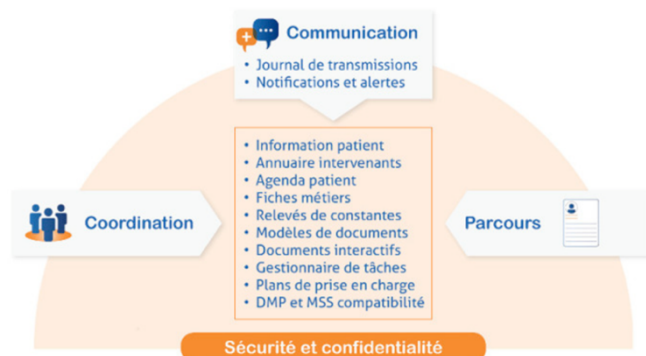 Communication
• Journal de transmissions
• Notifications et alertes
• Information patient
• Annuaire intervenants
• Agenda patient
• Fiches métiers
• Relevés de constantes
• Modèles de documents
• Documents interactifs
• Gestionnaire de tâches
• Plans de prise en charge
• DMP et MSS compatibilité
Coordination
Parcours
Sécurité et confidentialité